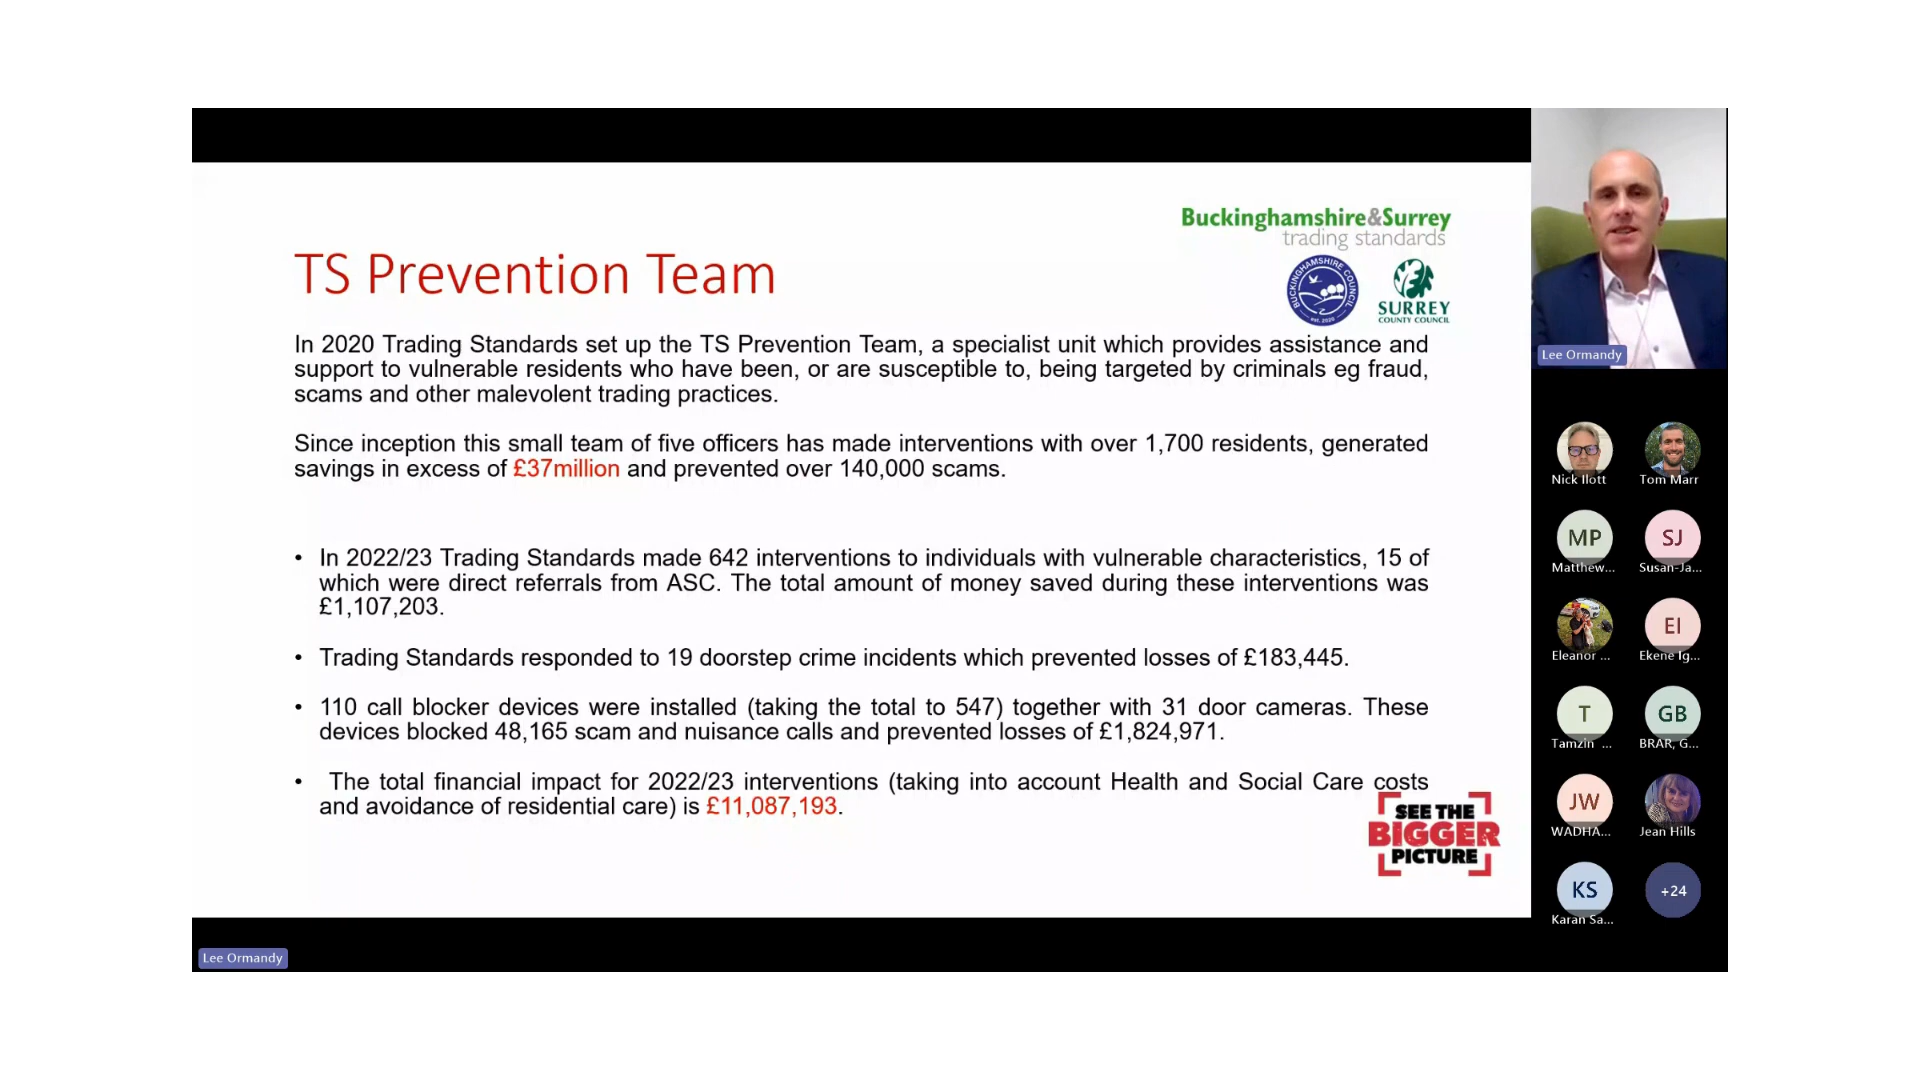 Buckinghamshire&Surrey
trading standards
BUCKINGHAMSHIRE COUNCIL
est. 2020
SURREY
COUNTY COUNCIL
TS Prevention Team
In 2020 Trading Standards set up the TS Prevention Team, a specialist unit which provides assistance and
support to vulnerable residents who have been, or are susceptible to, being targeted by criminals eg fraud,
scams and other malevolent trading practices.
Since inception this small team of five officers has made interventions with over 1,700 residents, generated
savings in excess of £37million and prevented over 140,000 scams.
• In 2022/23 Trading Standards made 642 interventions to individuals with vulnerable characteristics, 15 of
which were direct referrals from ASC. The total amount of money saved during these interventions was
£1,107,203.
• Trading Standards responded to 19 doorstep crime incidents which prevented losses of £183,445.
• 110 call blocker devices were installed (taking the total to 547) together with 31 door cameras. These
devices blocked 48,165 scam and nuisance calls and prevented losses of £1,824,971.
• The total financial impact for 2022/23 interventions (taking into account Health and Social Care costs
and avoidance of residential care) is £11,087,193.
SEE THE
BIGGER
PICTURE
Lee Ormandy
Lee Ormandy
Nick Ilott
Tom Marr
MP
SJ
Matthew...
Susan-Ja...
EI
Eleanor ...
Ekene Ig...
T
GB
Tamzin ...
BRAR, G...
JW
WADHA...
Jean Hills
KS
+24
Karan Sa...